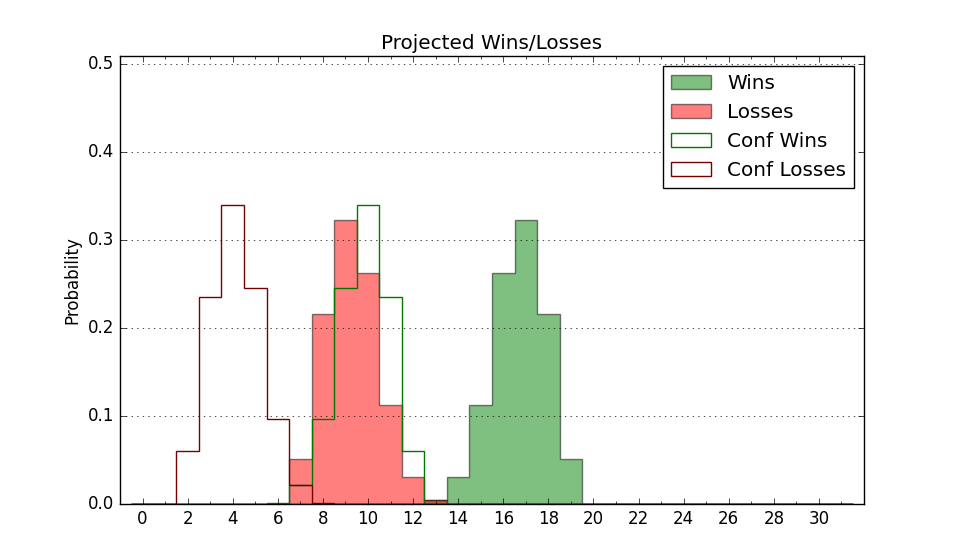 Projected Wins/Losses
Probability
0.5
0.4
0.3
0.2
0.1
0.0
Wins
Losses
Conf Wins
Conf Losses
0 2 4 6 8 10 12 14 16 18 20 22 24 26 28 30